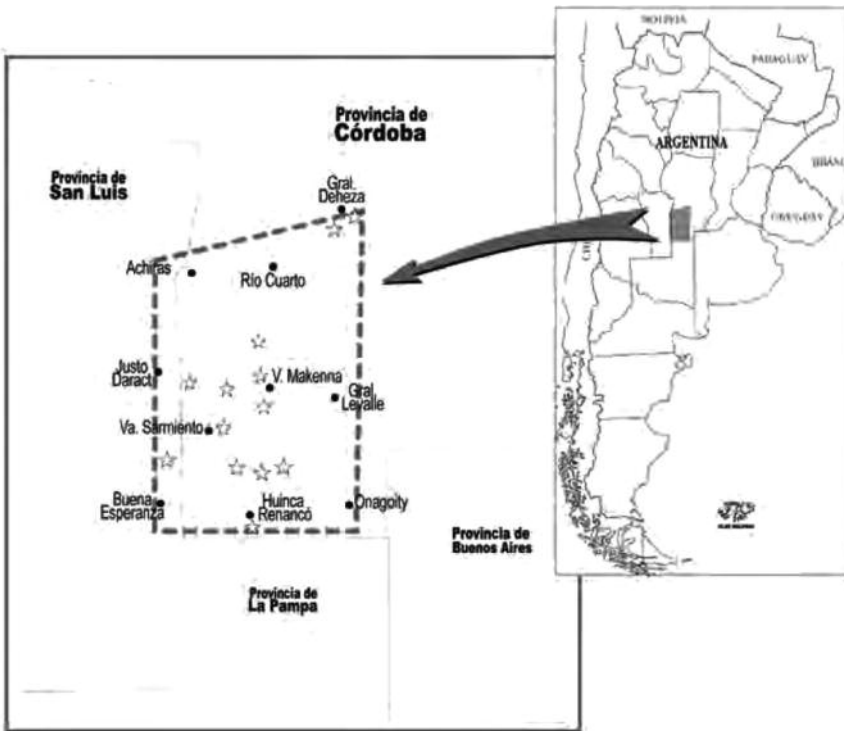 Provincia de
Córdoba
Provincia de
San Luis
Gral.
Deheza
Achiras
Río Cuarto
Justo
Daract
V. Makenna
Gral.
Levalle
Va. Sarmiento
Buena
Esperanza
Huinca
Renancó
Onagoity
Provincia de
Buenos Aires
Provincia de
La Pampa
BOLIVIA
PARAGUAY
ARGENTINA
URUGUAY